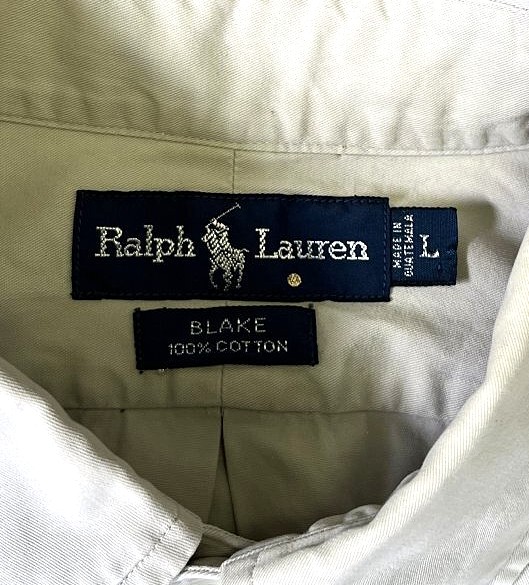 Ralph Lauren
MADE IN
GUATEMALA
L
BLAKE
100% COTTON